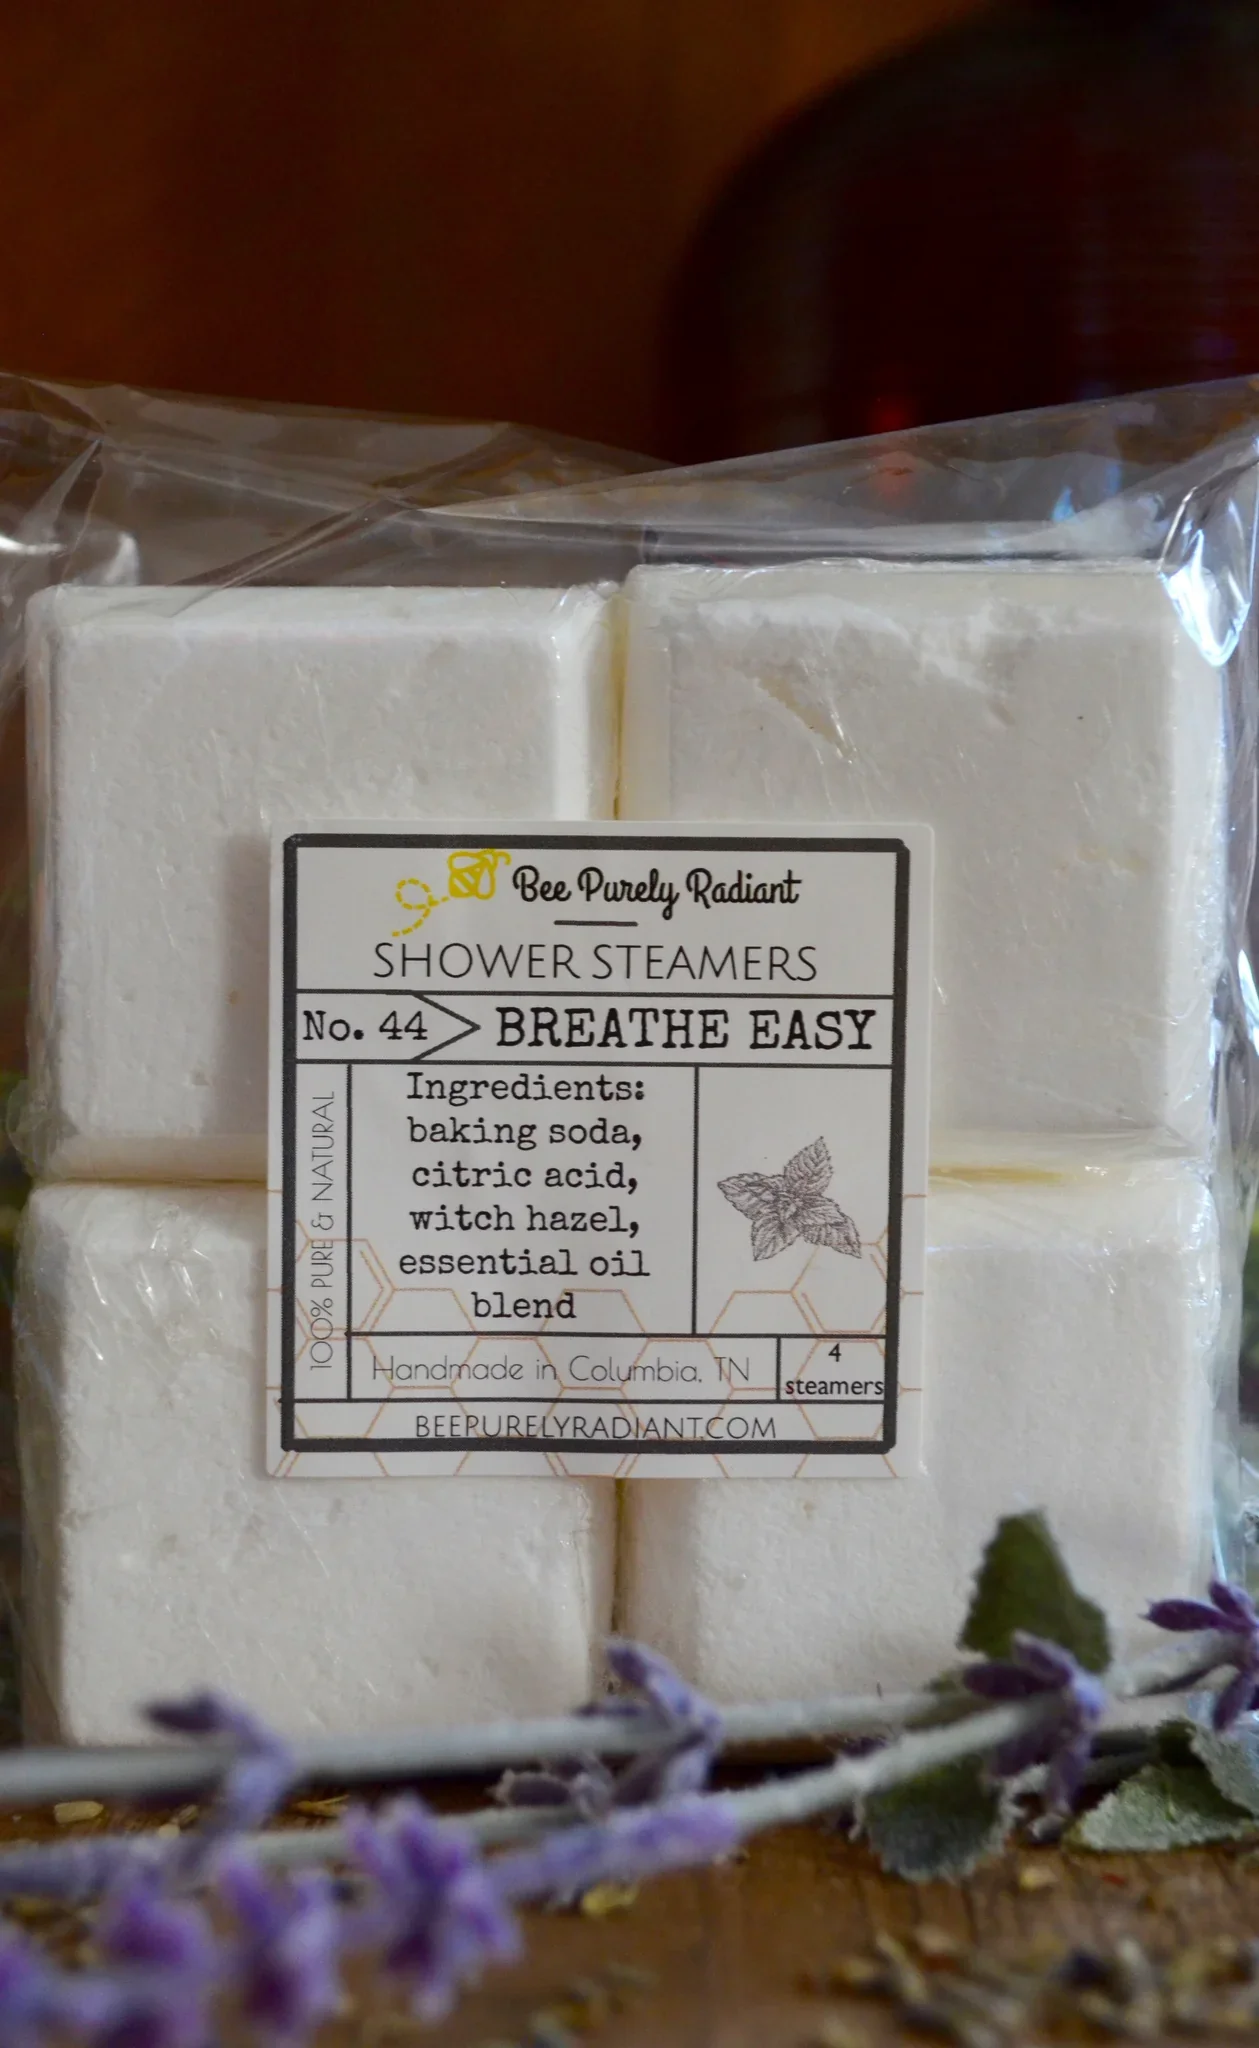 Bee Purely Radiant
SHOWER STEAMERS
No. 44
BREATHE EASY
100% PURE & NATURAL
Ingredients:
baking soda,
citric acid,
witch hazel,
essential oil
blend
Handmade in Columbia, TN
4
steamers
BEEPURELYRADIANT.COM